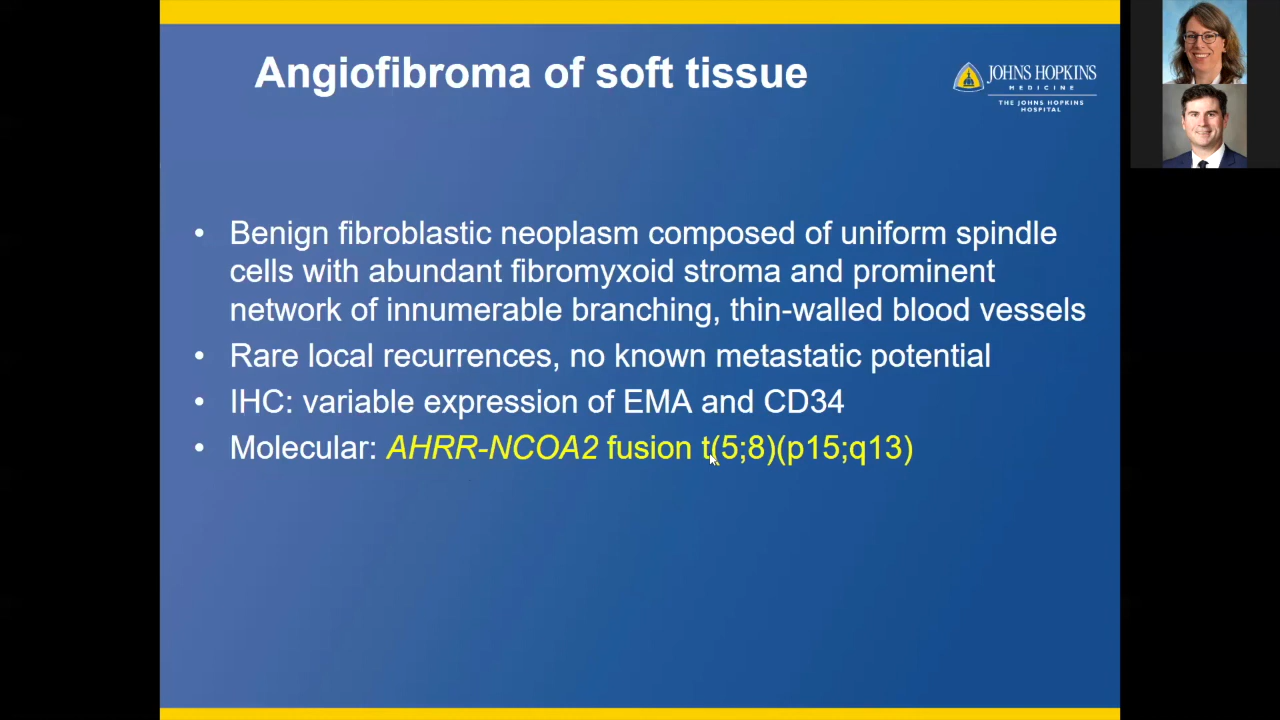 Angiofibroma of soft tissue
JOHNS HOPKINS
MEDICINE
THE JOHNS HOPKINS
HOSPITAL
• Benign fibroblastic neoplasm composed of uniform spindle
cells with abundant fibromyxoid stroma and prominent
network of innumerable branching, thin-walled blood vessels
• Rare local recurrences, no known metastatic potential
• IHC: variable expression of EMA and CD34
• Molecular: AHRR-NCOA2 fusion t(5;8)(p15;q13)